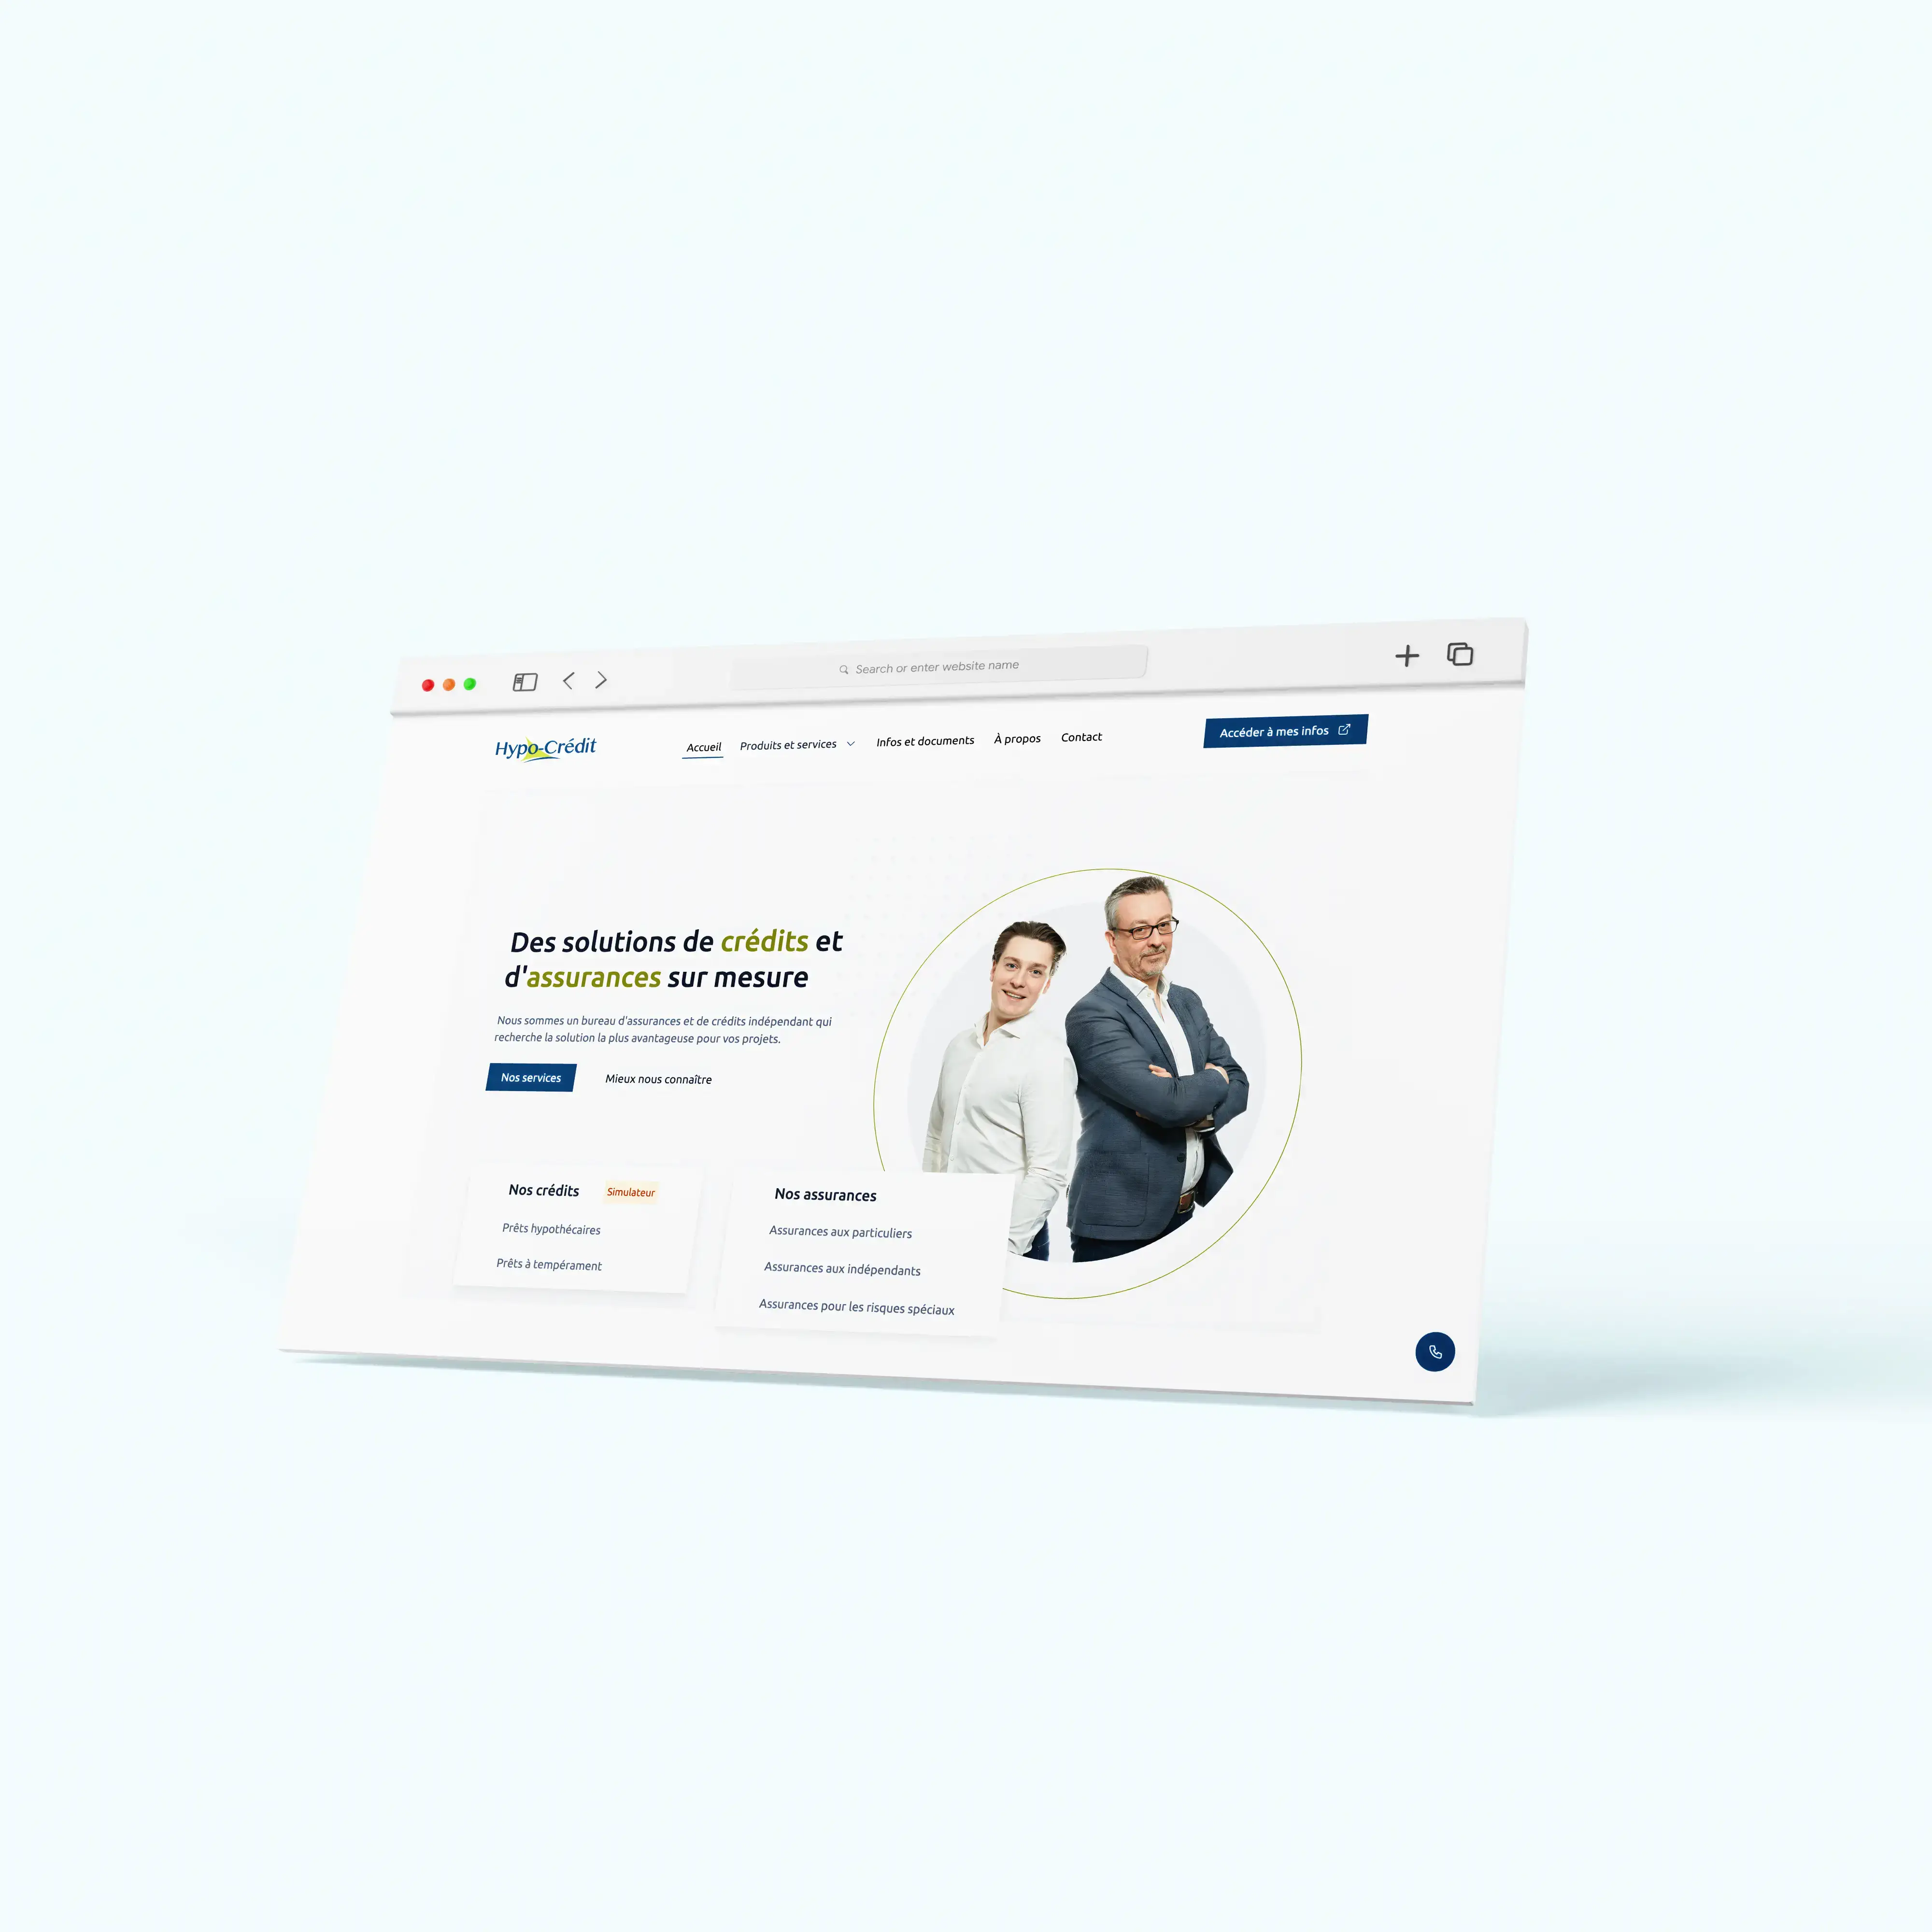 Search or enter website name
Hypo-Crédit
Accueil
Produits et services
Infos et documents
À propos
Contact
Accéder à mes infos
Des solutions de crédits et
d'assurances sur mesure
Nous sommes un bureau d'assurances et de crédits indépendant qui
recherche la solution la plus avantageuse pour vos projets.
Nos services
Mieux nous connaître
Nos crédits
Simulateur
Prêts hypothécaires
Prêts à tempérament
Nos assurances
Assurances aux particuliers
Assurances aux indépendants
Assurances pour les risques spéciaux